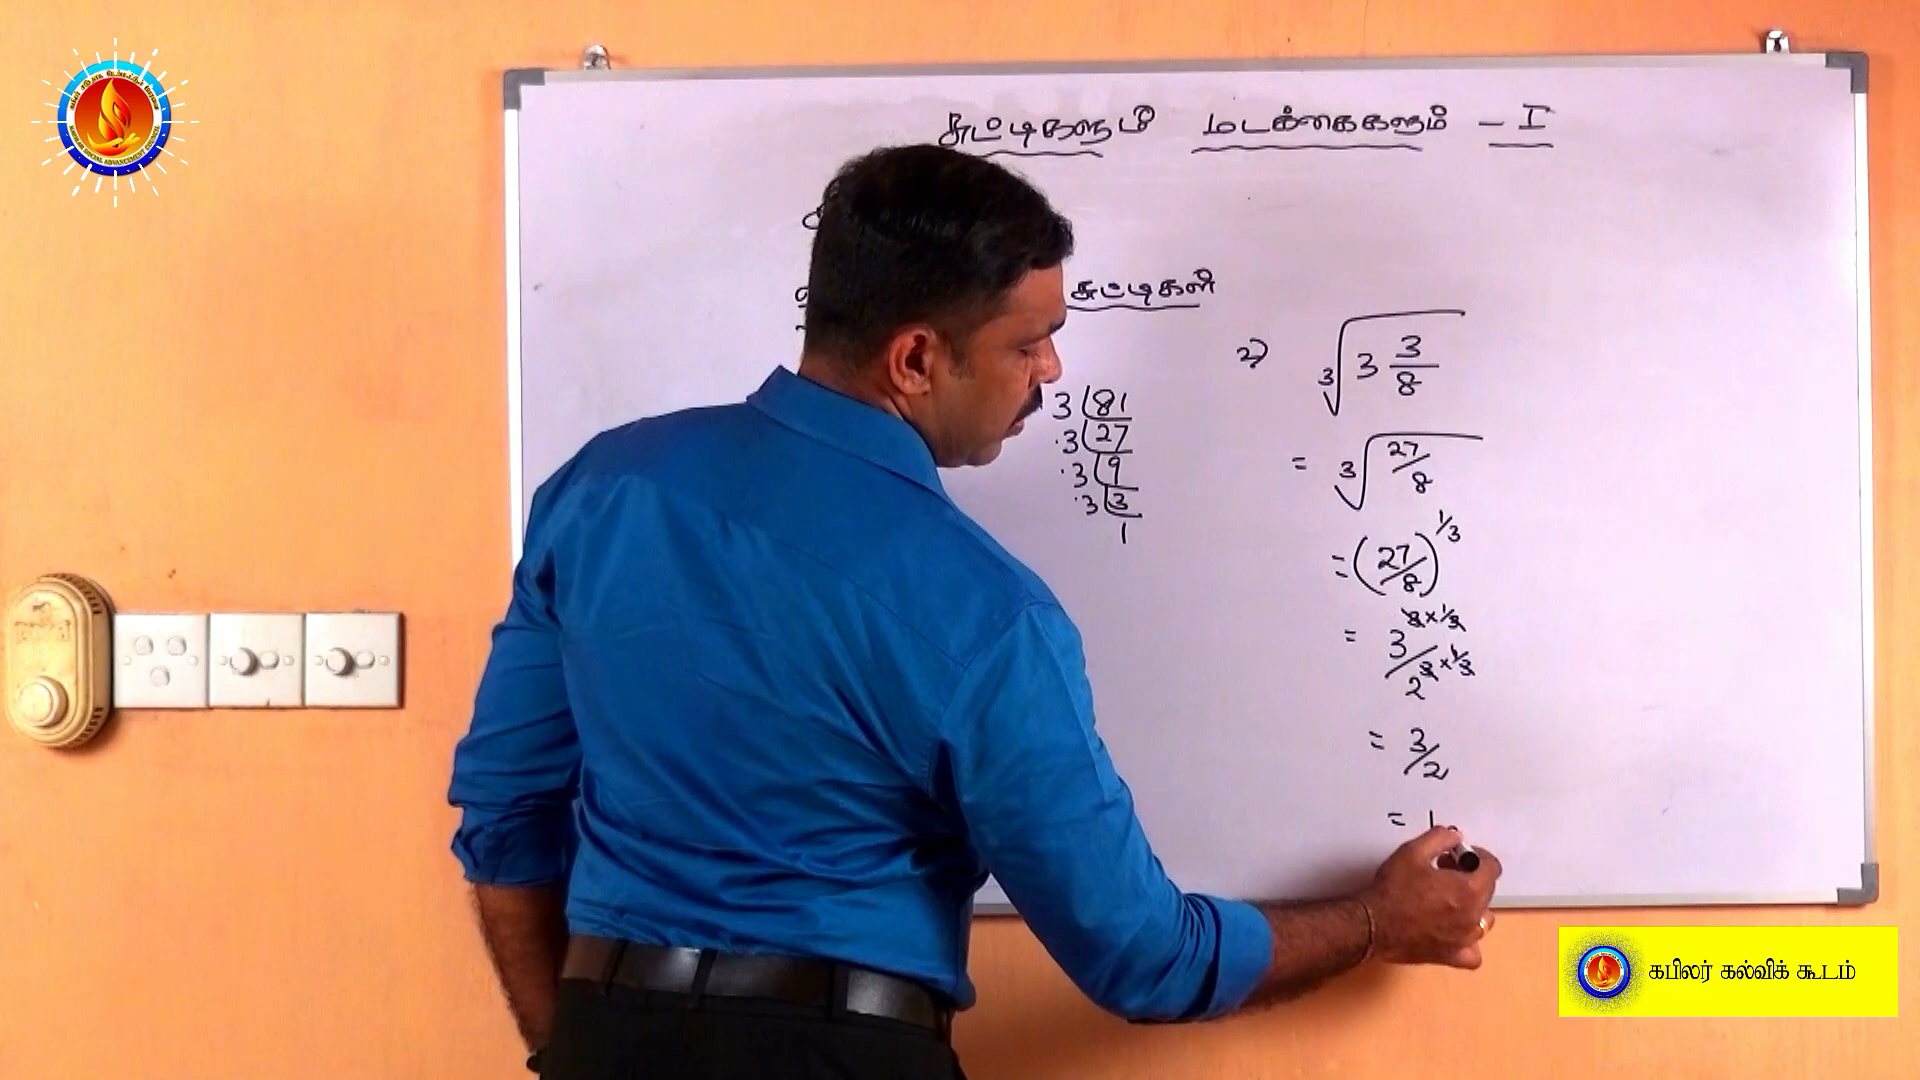 சுட்டிகளும் மடக்கைகளும் - I
சுட்டிகள்
3 81
3 27
3 9
3 3
1
2) ∛(3 3/8)
= ∛(27/8)
= (27/8)^1/3
= 3^3×1/3 / 2^3×1/3
= 3/2
= 1
கபிலர் கல்விக் கூடம்